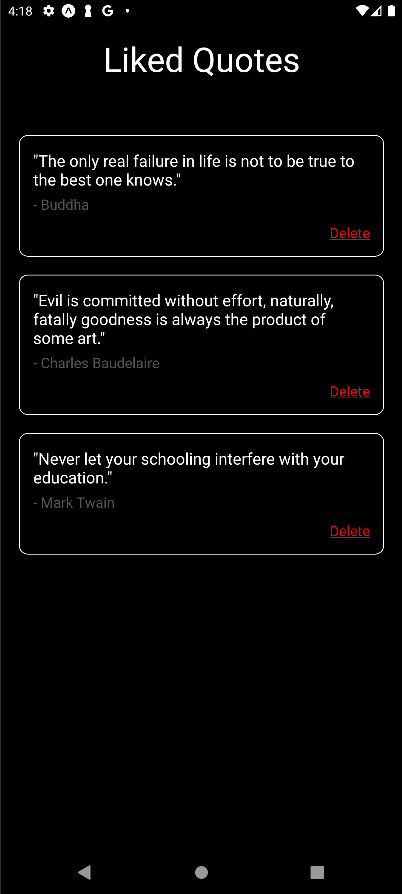 4:18
Liked Quotes
"The only real failure in life is not to be true to
the best one knows."
- Buddha
Delete
"Evil is committed without effort, naturally,
fatally goodness is always the product of
some art."
- Charles Baudelaire
Delete
"Never let your schooling interfere with your
education."
- Mark Twain
Delete